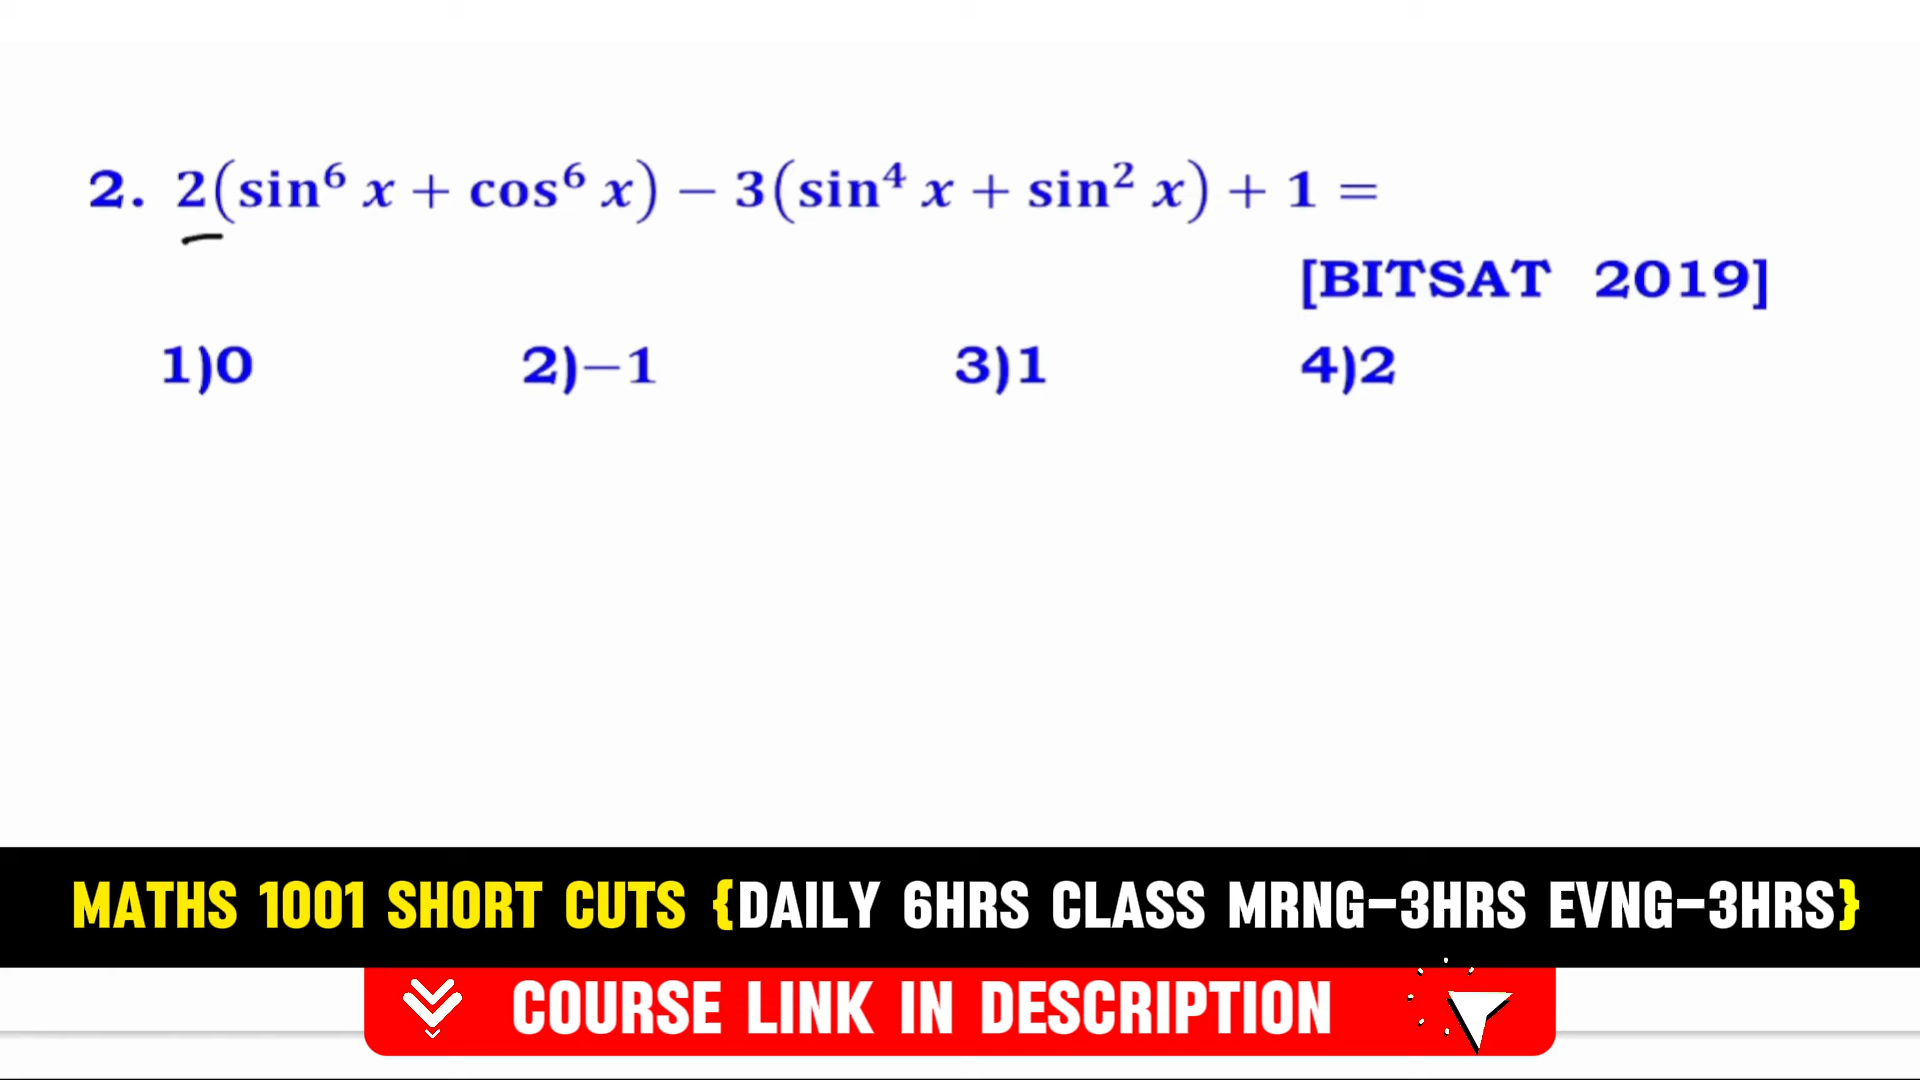 2. 2(sin⁶ x + cos⁶ x) − 3(sin⁴ x + sin² x) + 1 =
[BITSAT 2019]
1)0 2)−1 3)1 4)2
MATHS 1001 SHORT CUTS {DAILY 6HRS CLASS MRNG-3HRS EVNG-3HRS}
COURSE LINK IN DESCRIPTION